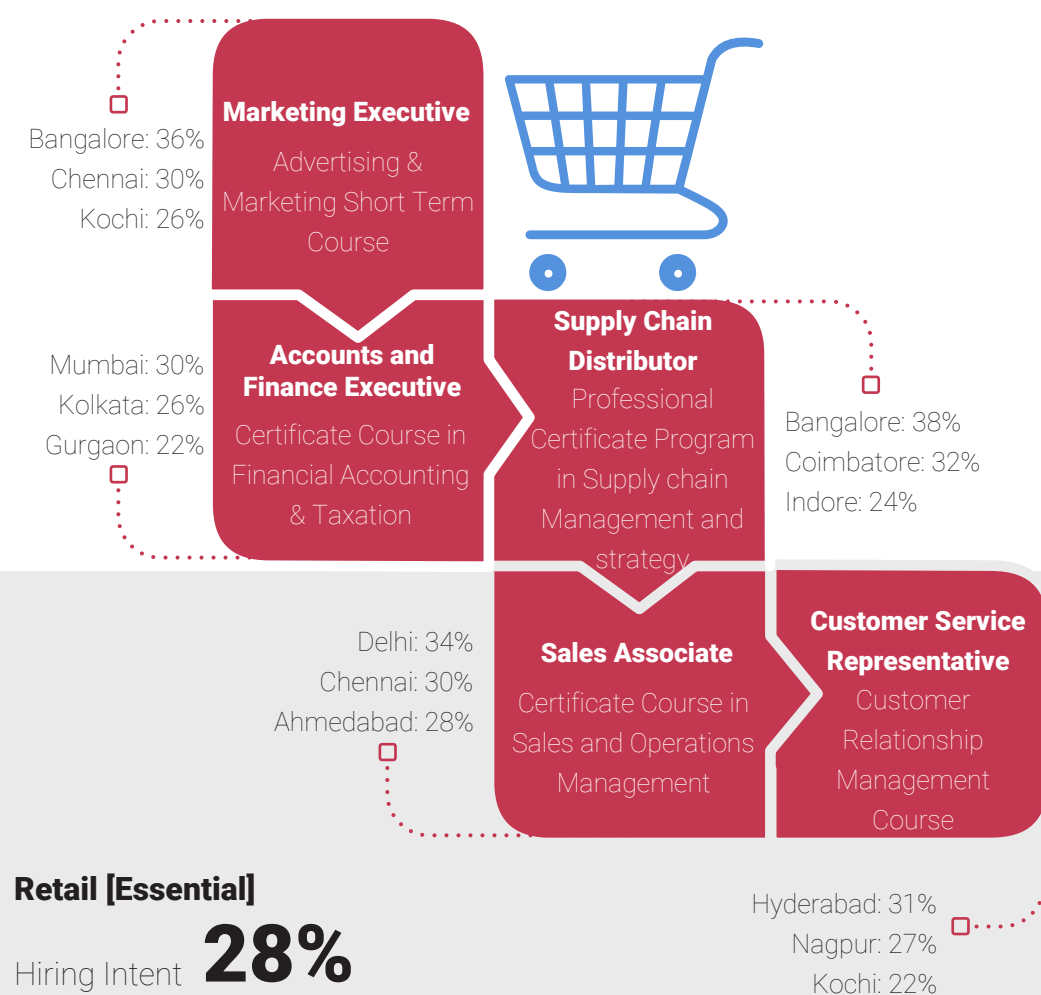 Marketing Executive
Advertising &
Marketing Short Term
Course
Bangalore: 36%
Chennai: 30%
Kochi: 26%
Accounts and
Finance Executive
Certificate Course in
Financial Accounting
& Taxation
Mumbai: 30%
Kolkata: 26%
Gurgaon: 22%
Supply Chain
Distributor
Professional
Certificate Program
in Supply chain
Management and
strategy
Bangalore: 38%
Coimbatore: 32%
Indore: 24%
Sales Associate
Certificate Course in
Sales and Operations
Management
Delhi: 34%
Chennai: 30%
Ahmedabad: 28%
Customer Service
Representative
Customer
Relationship
Management
Course
Hyderabad: 31%
Nagpur: 27%
Kochi: 22%
Retail [Essential]
Hiring Intent 28%